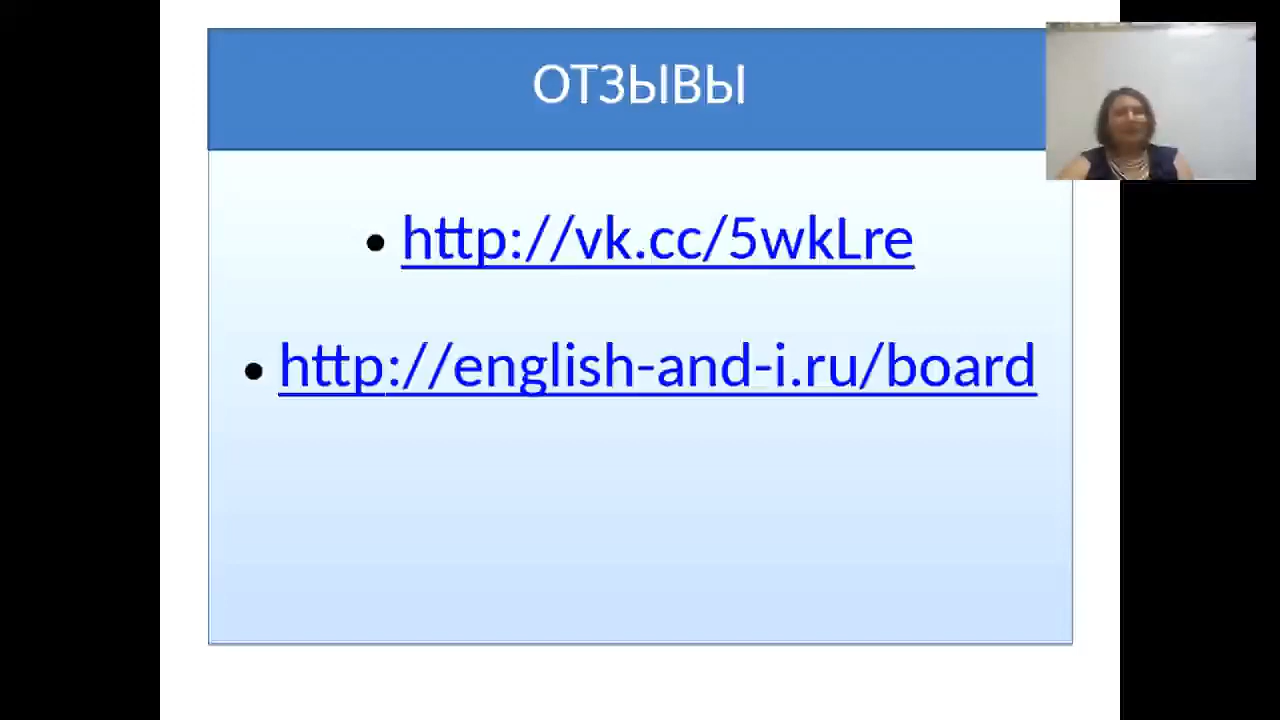 ОТЗЫВЫ
• http://vk.cc/5wkLre
• http://english-and-i.ru/board